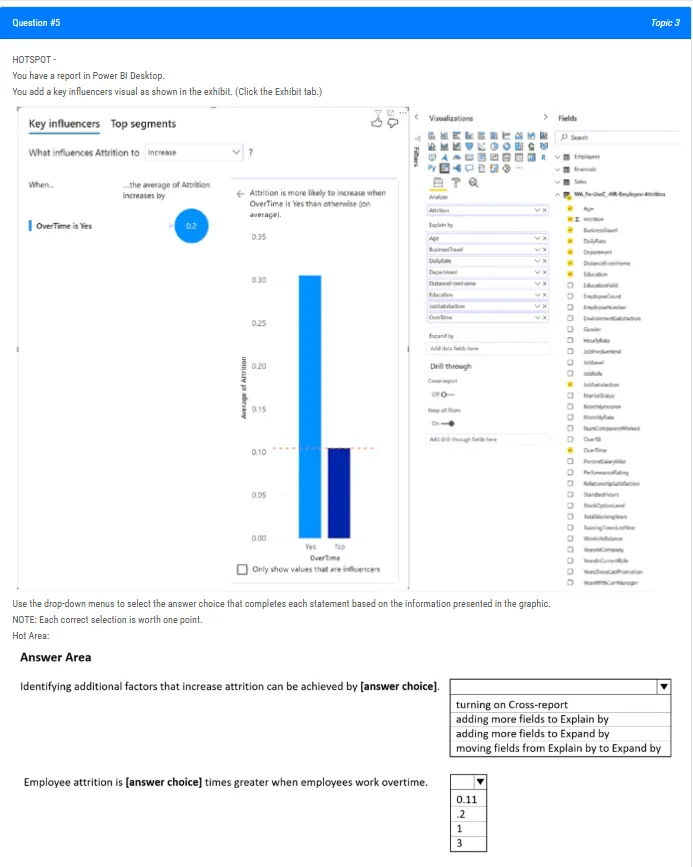 Question #5
Topic 3
HOTSPOT -
You have a report in Power BI Desktop.
You add a key influencers visual as shown in the exhibit. (Click the Exhibit tab.)
Key influencers Top segments
What influences Attrition to Increase ?
When...
...the average of Attrition increases by
OverTime is Yes
0.2
Attrition is more likely to increase when
OverTime is Yes than otherwise (on
average).
0.35
0.30
0.25
0.20
0.15
0.10
0.05
0.00
Average of Attrition
Yes No
OverTime
Only show values that are influencers
Filters
Visualizations
Analyze
Attrition
Explain by
Age
BusinessTravel
DailyRate
Department
DistanceFromHome
Education
JobSatisfaction
OverTime
Expand by
Add data fields here
Drill through
Cross-report
Off
Keep all filters
On
Add drill-through fields here
Fields
Search
Employees
financials
Sales
Age
Attrition
BusinessTravel
DailyRate
Department
DistanceFromHome
Education
EducationField
EmployeeCount
EmployeeNumber
EnvironmentSatisfaction
Gender
HourlyRate
JobInvolvement
JobLevel
JobRole
JobSatisfaction
MaritalStatus
MonthlyIncome
MonthlyRate
NumCompaniesWorked
Over18
OverTime
PercentSalaryHike
PerformanceRating
RelationshipSatisfaction
StandardHours
StockOptionLevel
TotalWorkingYears
TrainingTimesLastYear
WorkLifeBalance
YearsAtCompany
YearsInCurrentRole
YearsSinceLastPromotion
YearsWithCurrManager
Use the drop-down menus to select the answer choice that completes each statement based on the information presented in the graphic.
NOTE: Each correct selection is worth one point.
Hot Area:
Answer Area
Identifying additional factors that increase attrition can be achieved by [answer choice].
turning on Cross-report
adding more fields to Explain by
adding more fields to Expand by
moving fields from Explain by to Expand by
Employee attrition is [answer choice] times greater when employees work overtime.
0.11
.2
1
3